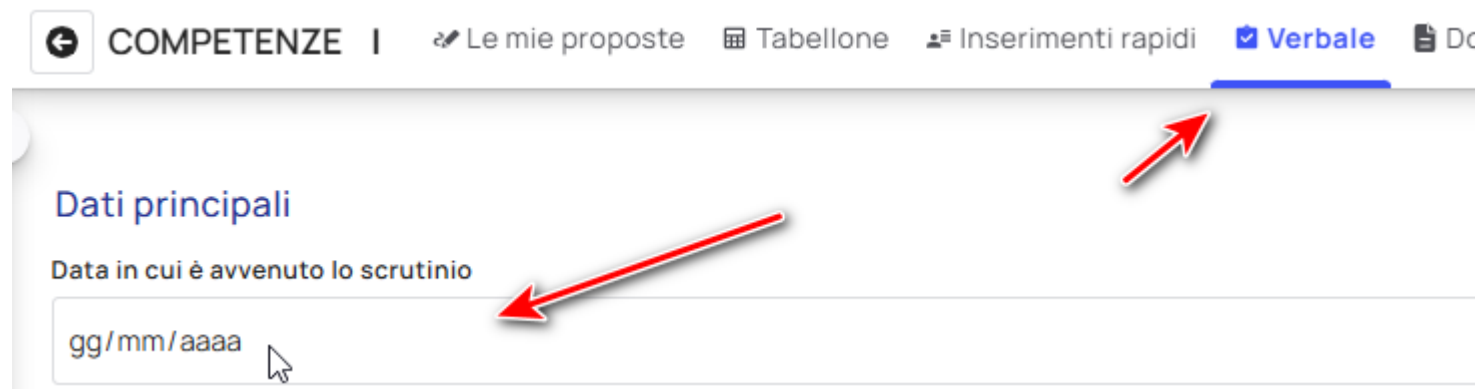 COMPETENZE I Le mie proposte Tabellone Inserimenti rapidi Verbale
Dati principali
Data in cui è avvenuto lo scrutinio
gg/mm/aaaa